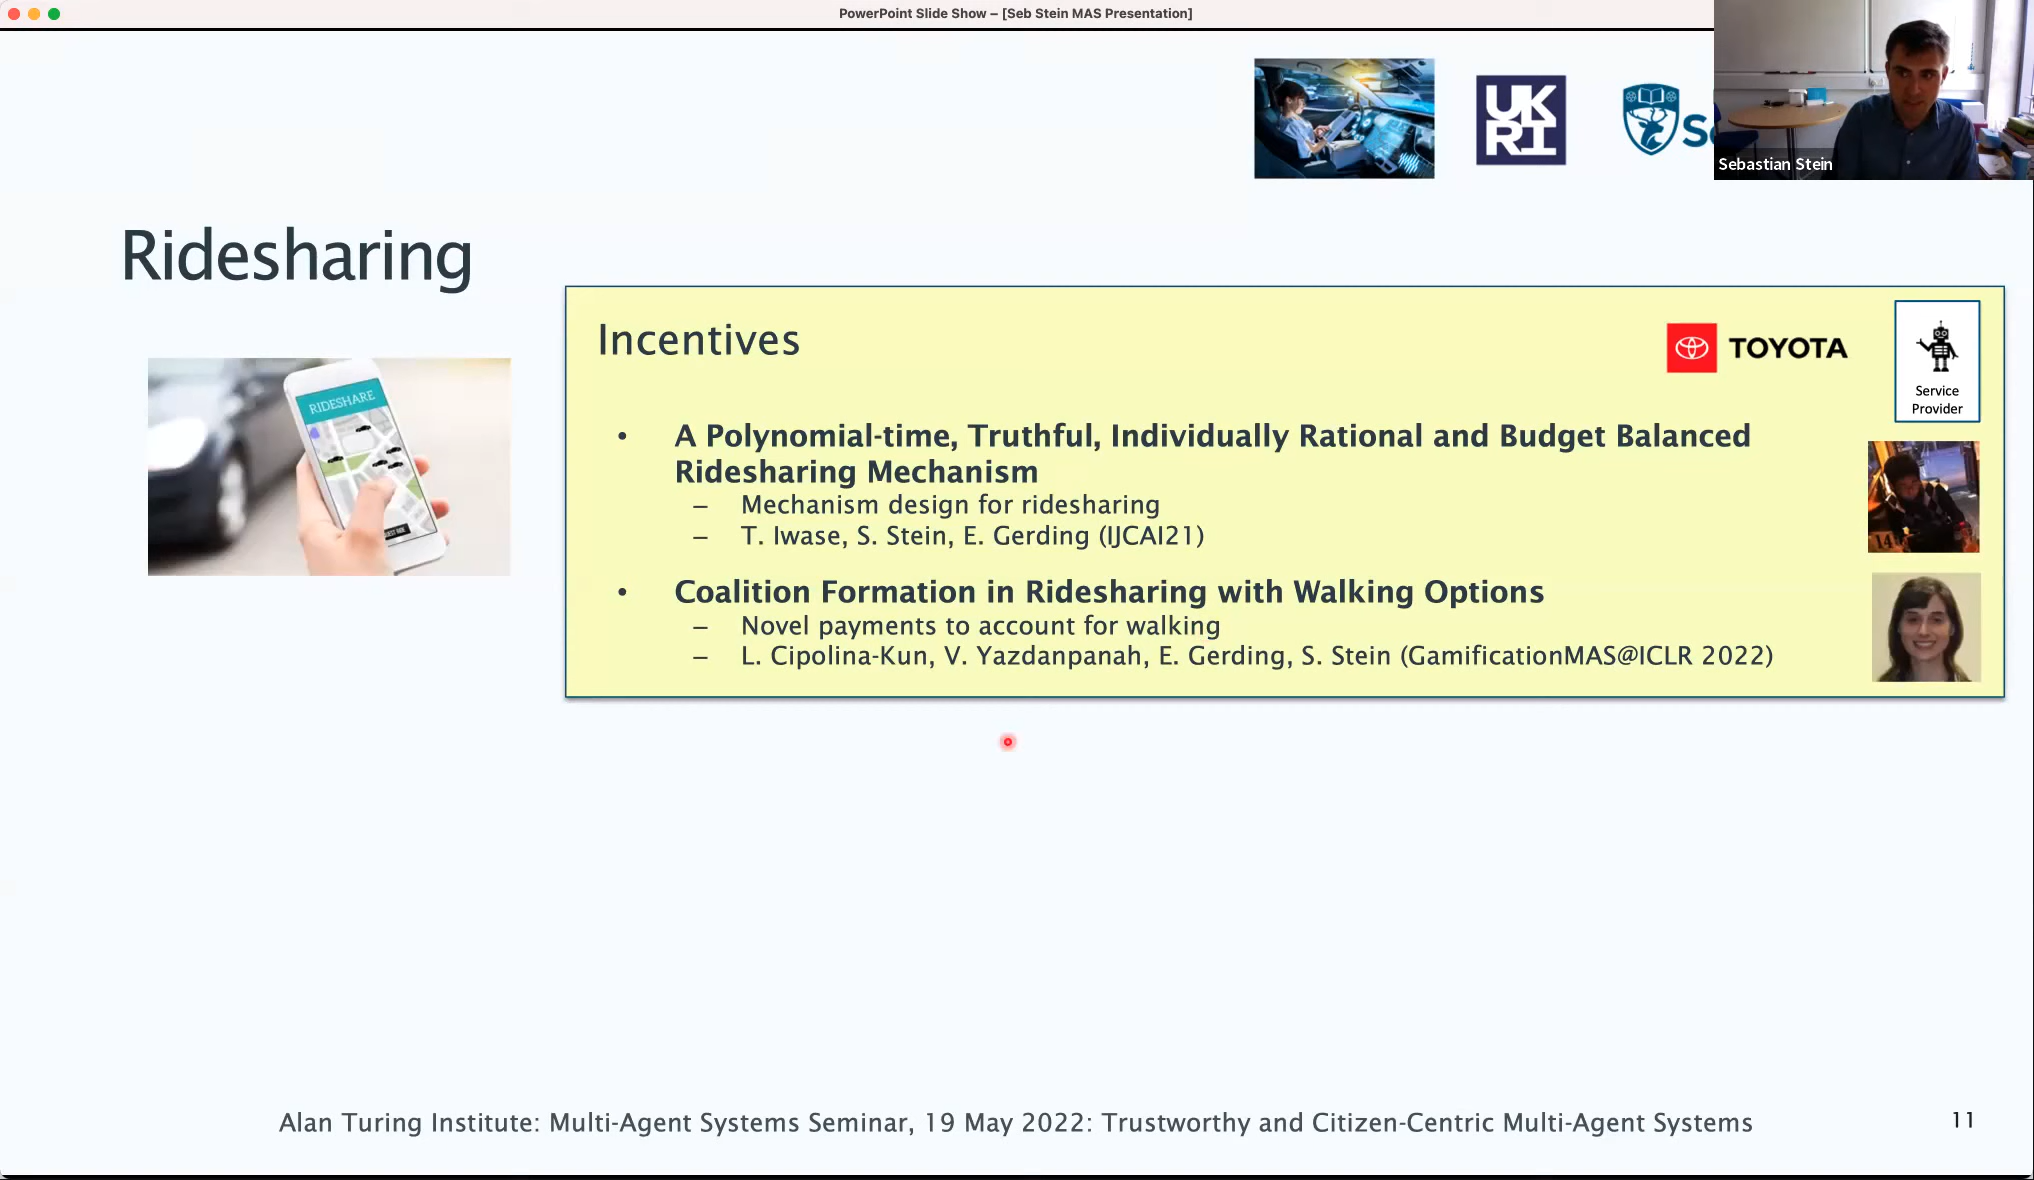 PowerPoint Slide Show – [Seb Stein MAS Presentation]
UK
RI
Sebastian Stein
Ridesharing
RIDESHARE
Incentives
TOYOTA
Service
Provider
• A Polynomial-time, Truthful, Individually Rational and Budget Balanced
Ridesharing Mechanism
– Mechanism design for ridesharing
– T. Iwase, S. Stein, E. Gerding (IJCAI21)
• Coalition Formation in Ridesharing with Walking Options
– Novel payments to account for walking
– L. Cipolina-Kun, V. Yazdanpanah, E. Gerding, S. Stein (GamificationMAS@ICLR 2022)
14
Alan Turing Institute: Multi-Agent Systems Seminar, 19 May 2022: Trustworthy and Citizen-Centric Multi-Agent Systems
11